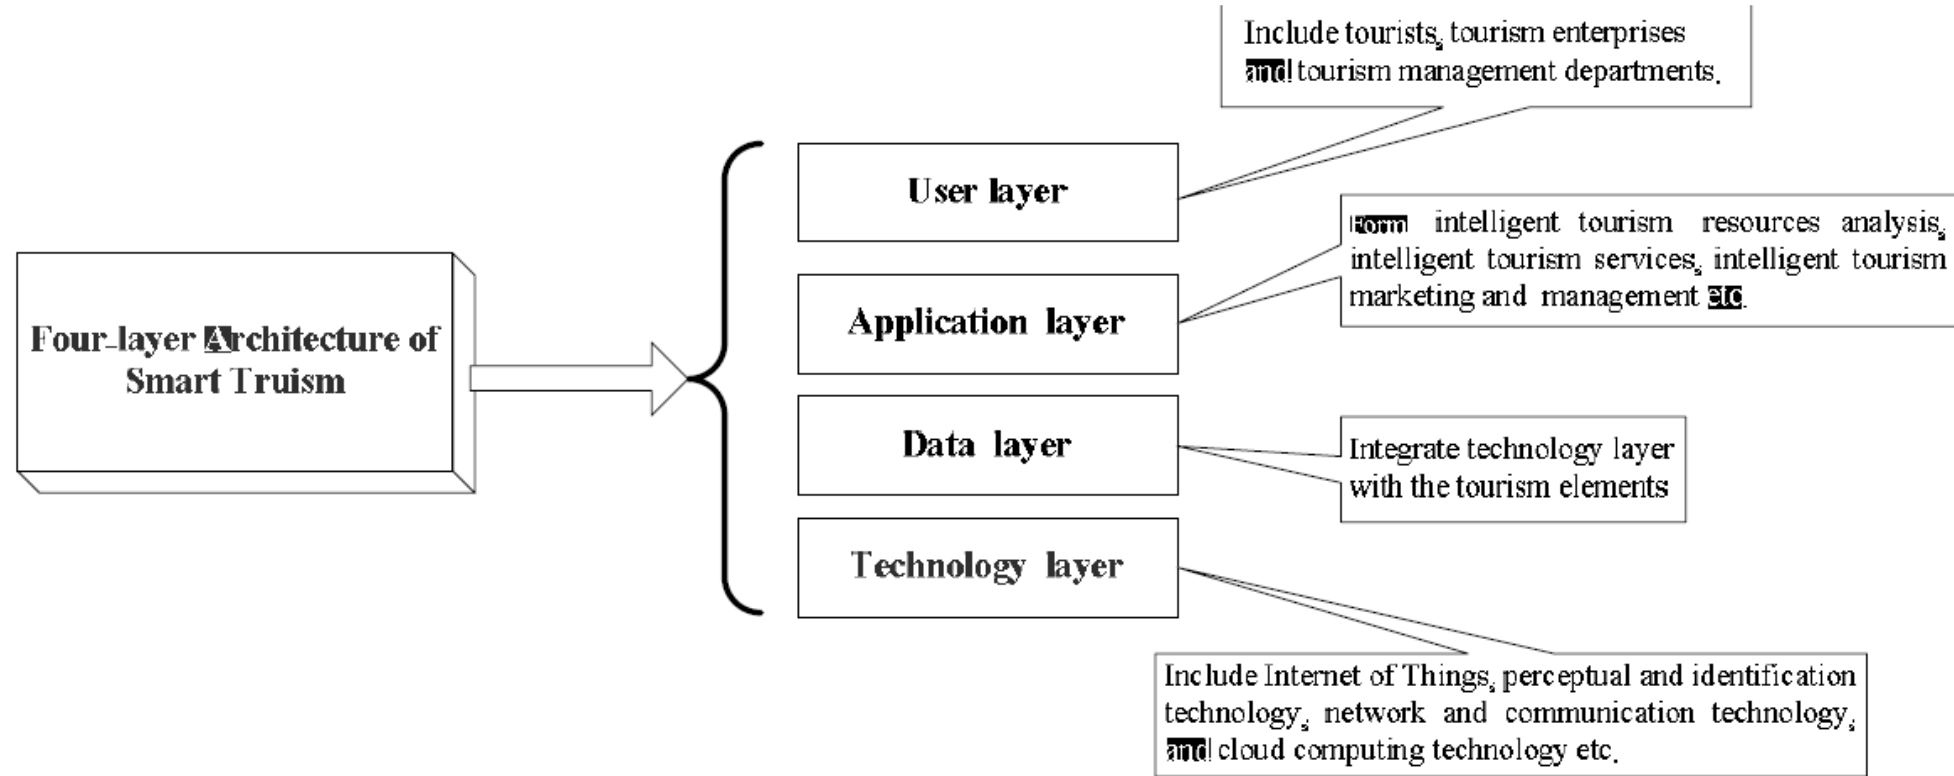 Include tourists, tourism enterprises
and tourism management departments.
User layer
Form intelligent tourism resources analysis,
intelligent tourism services, intelligent tourism
marketing and management etc.
Application layer
Four-layer Architecture of
Smart Truism
Data layer
Integrate technology layer
with the tourism elements
Technology layer
Include Internet of Things, perceptual and identification
technology, network and communication technology,
and cloud computing technology etc.